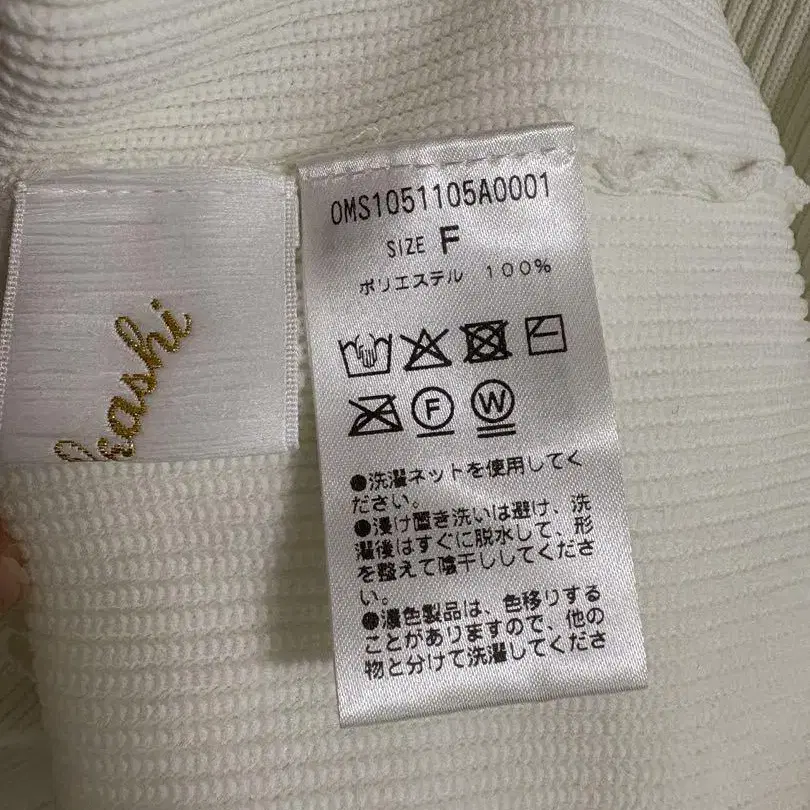 OMS1051105A0001
SIZE F
ポリエステル 100%
F W
●洗濯ネットを使用してく
ださい。
●浸け置き洗いは避け、洗
濯後はすぐに脱水して、形
を整えて陰干ししてくださ
い。
●濃色製品は、色移りする
ことがありますので、他の
物と分けて洗濯してくださ